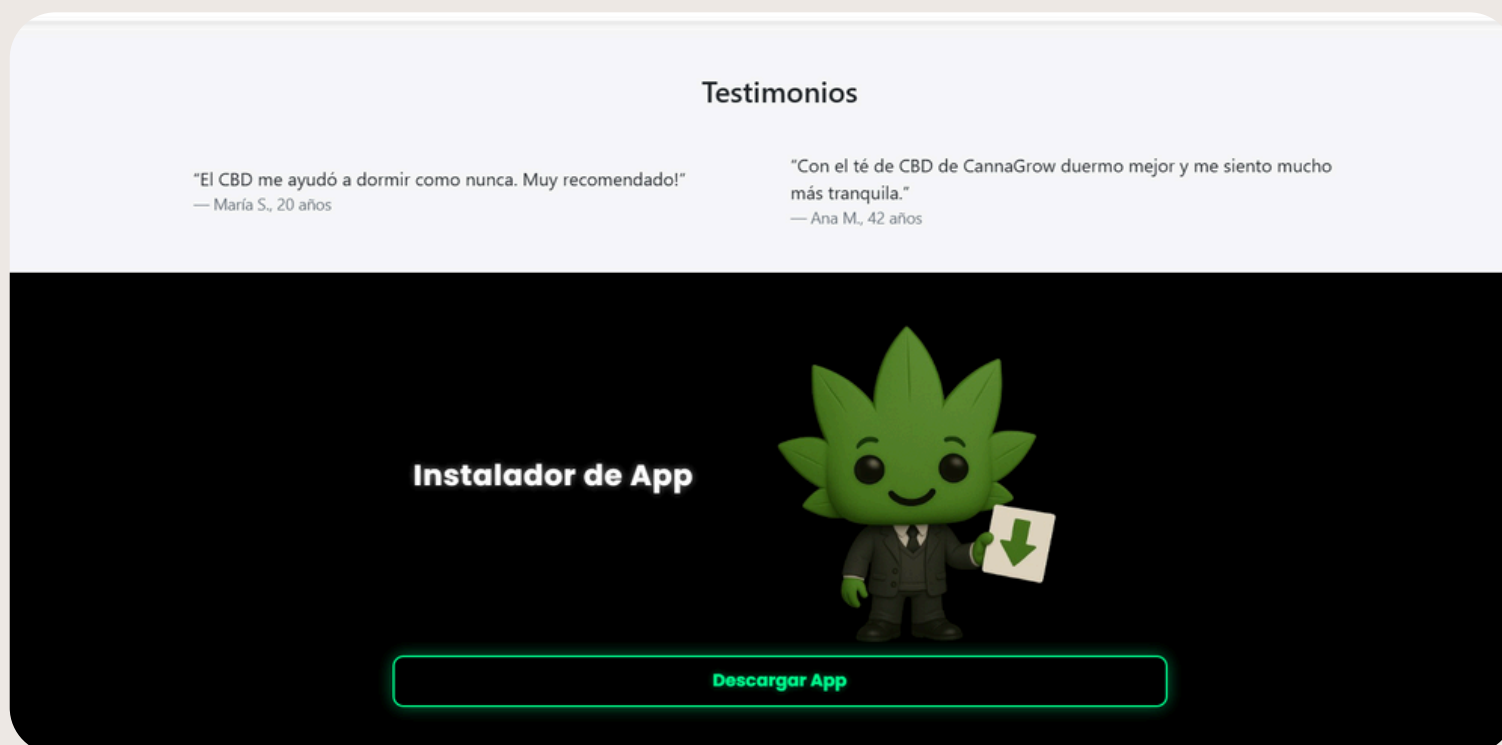 Testimonios
“El CBD me ayudó a dormir como nunca. Muy recomendado!”
— María S., 20 años
“Con el té de CBD de CannaGrow duermo mejor y me siento mucho
más tranquila.”
— Ana M., 42 años
Instalador de App
Descargar App